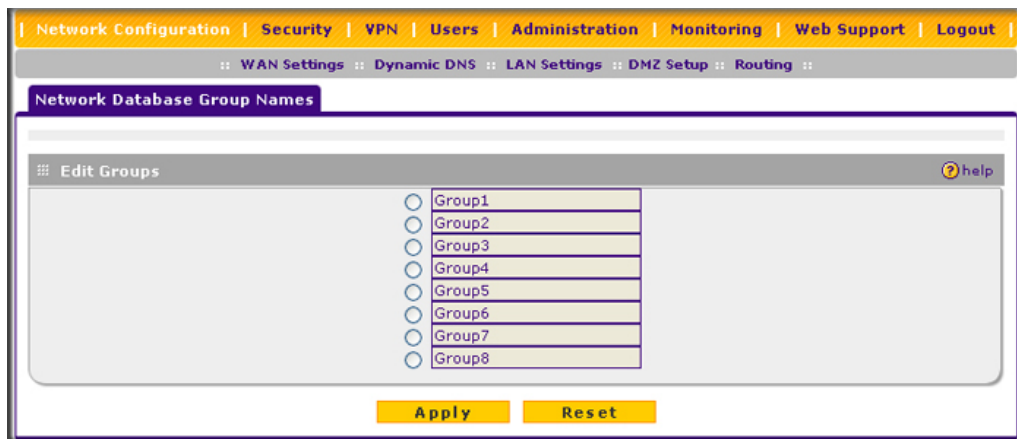 | Network Configuration | Security | VPN | Users | Administration | Monitoring | Web Support | Logout |
:: WAN Settings :: Dynamic DNS :: LAN Settings :: DMZ Setup :: Routing ::
Network Database Group Names
Edit Groups ? help
Group1
Group2
Group3
Group4
Group5
Group6
Group7
Group8
Apply Reset